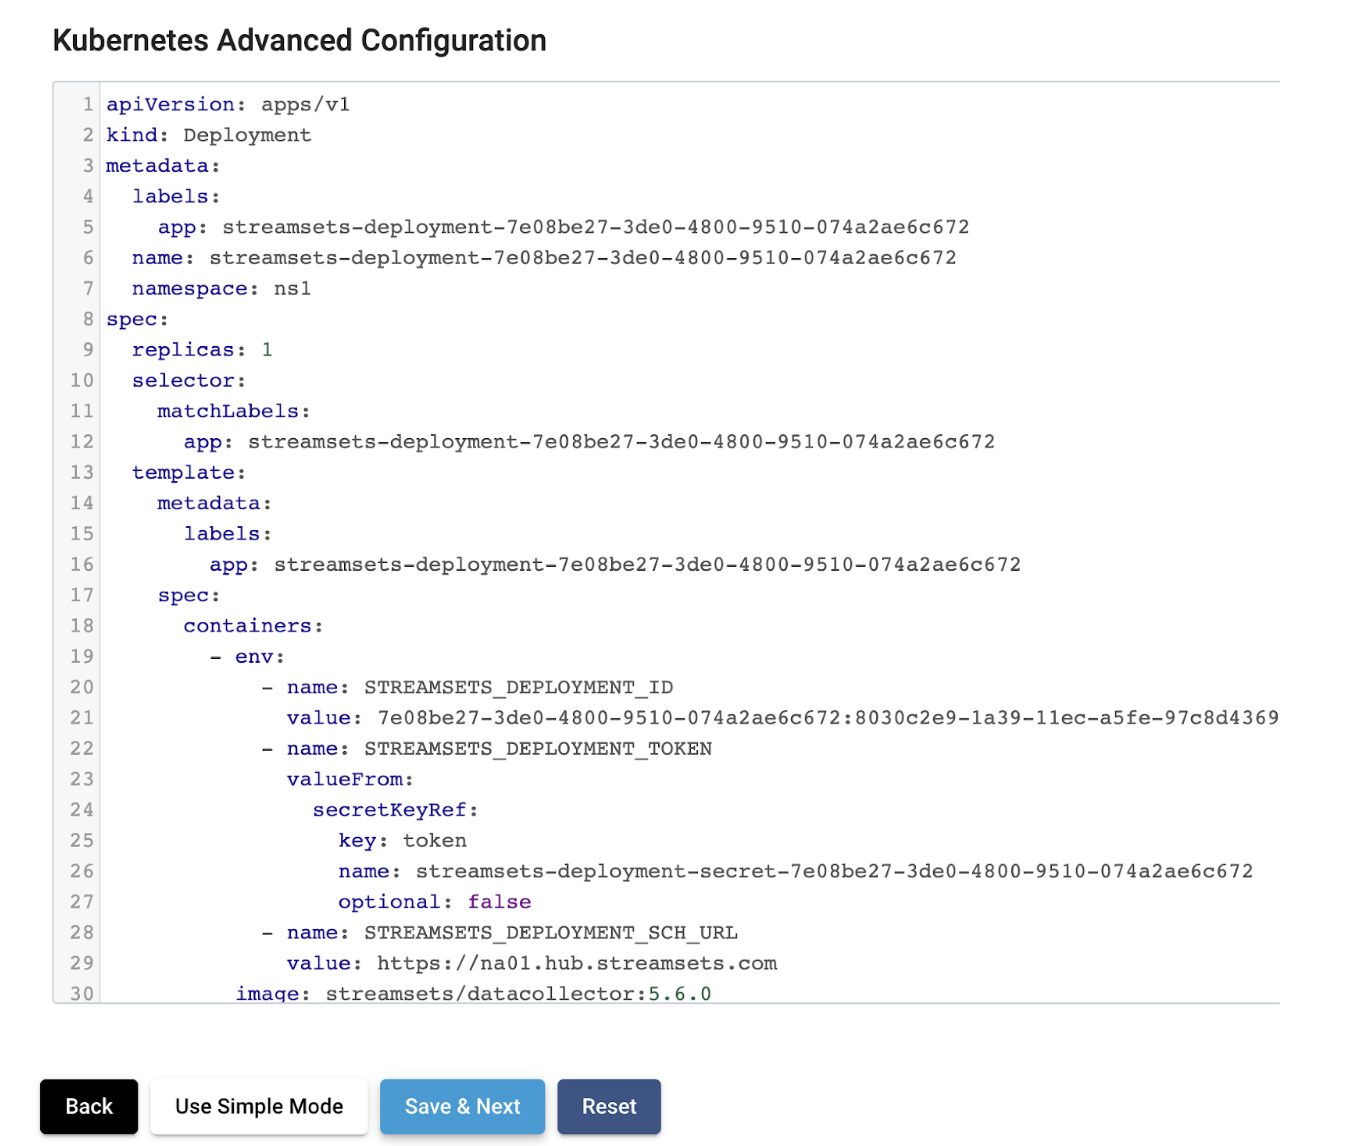 Kubernetes Advanced Configuration
1 apiVersion: apps/v1
2 kind: Deployment
3 metadata:
4   labels:
5     app: streamsets-deployment-7e08be27-3de0-4800-9510-074a2ae6c672
6   name: streamsets-deployment-7e08be27-3de0-4800-9510-074a2ae6c672
7   namespace: ns1
8 spec:
9   replicas: 1
10   selector:
11     matchLabels:
12       app: streamsets-deployment-7e08be27-3de0-4800-9510-074a2ae6c672
13   template:
14     metadata:
15       labels:
16         app: streamsets-deployment-7e08be27-3de0-4800-9510-074a2ae6c672
17     spec:
18       containers:
19         - env:
20             - name: STREAMSETS_DEPLOYMENT_ID
21               value: 7e08be27-3de0-4800-9510-074a2ae6c672:8030c2e9-1a39-11ec-a5fe-97c8d4369
22             - name: STREAMSETS_DEPLOYMENT_TOKEN
23               valueFrom:
24                 secretKeyRef:
25                   key: token
26                   name: streamsets-deployment-secret-7e08be27-3de0-4800-9510-074a2ae6c672
27                   optional: false
28             - name: STREAMSETS_DEPLOYMENT_SCH_URL
29               value: https://na01.hub.streamsets.com
30           image: streamsets/datacollector:5.6.0
Back Use Simple Mode Save & Next Reset